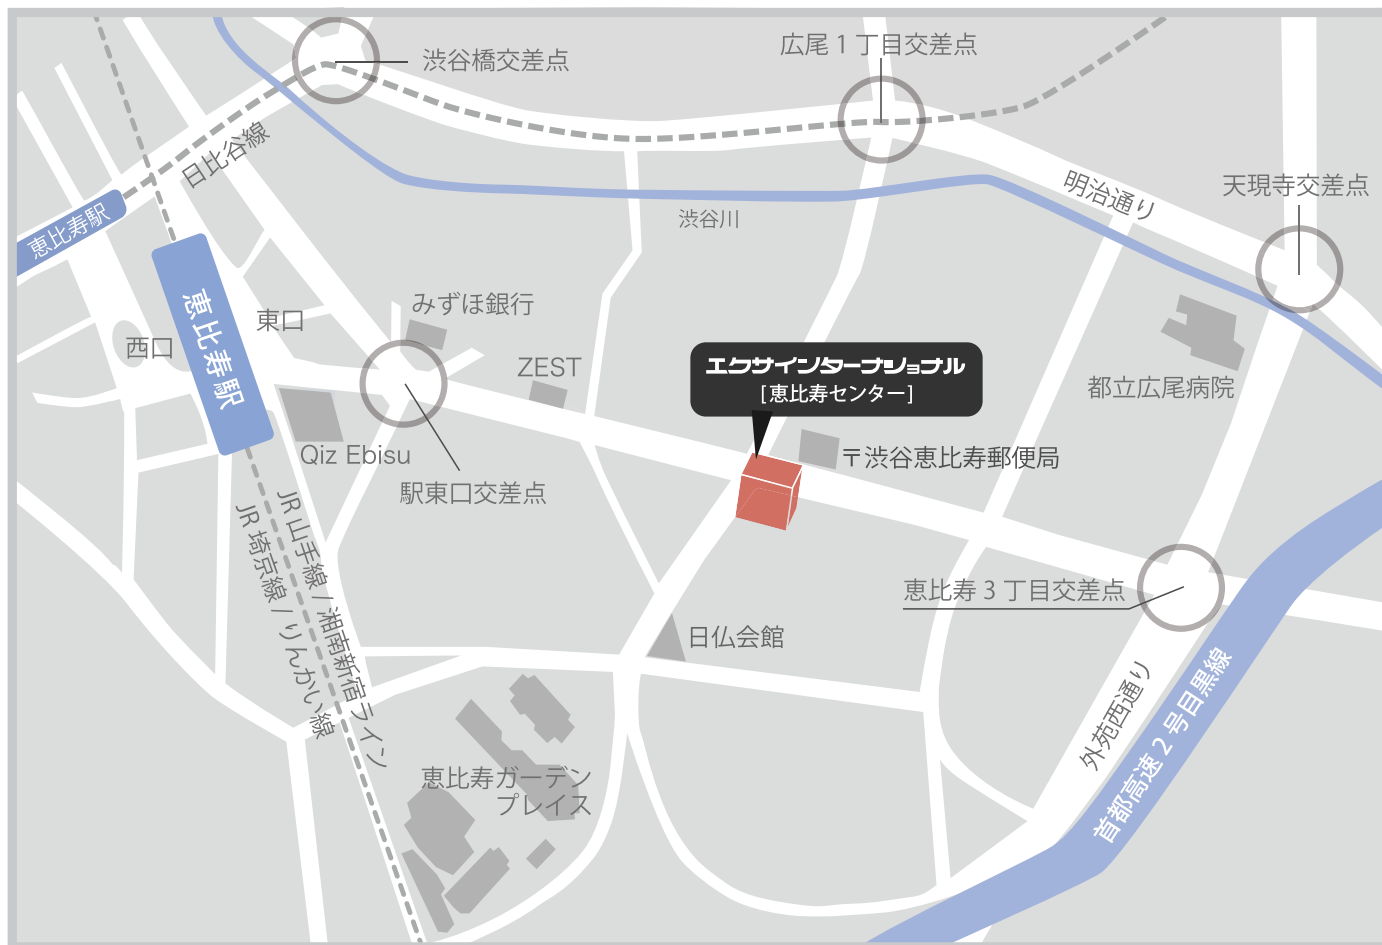 渋谷橋交差点
広尾1丁目交差点
日比谷線
明治通り
天現寺交差点
恵比寿駅
渋谷川
恵比寿駅
西口
東口
みずほ銀行
ZEST
エクサインターナショナル
[恵比寿センター]
都立広尾病院
Qiz Ebisu
〒渋谷恵比寿郵便局
駅東口交差点
JR山手線/湘南新宿ライン
JR埼京線/りんかい線
恵比寿3丁目交差点
日仏会館
外苑西通り
首都高速2号目黒線
恵比寿ガーデン
プレイス